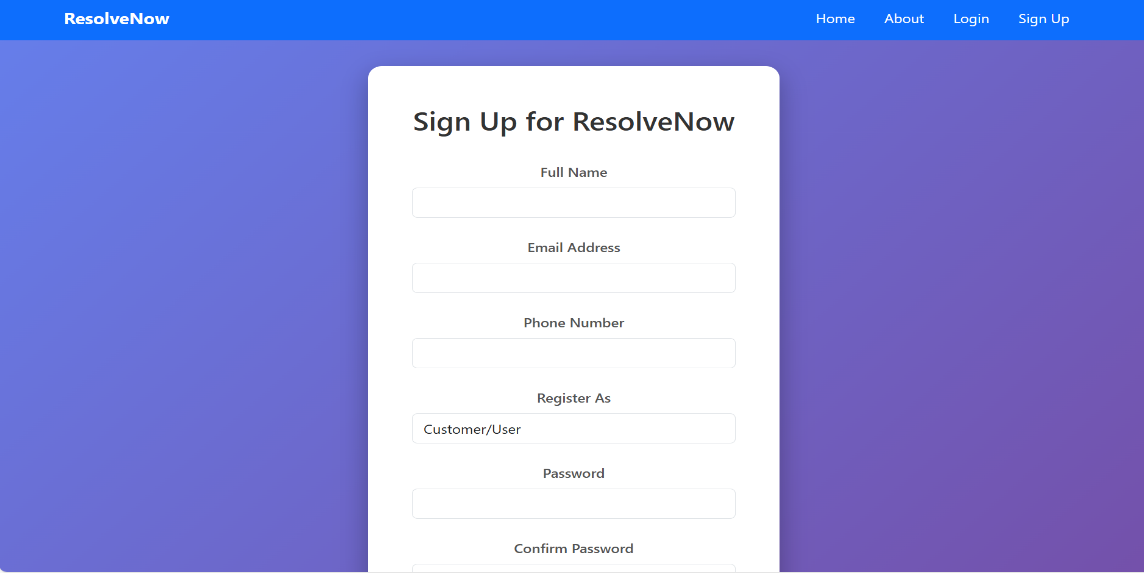 ResolveNow Home About Login Sign Up
Sign Up for ResolveNow
Full Name
Email Address
Phone Number
Register As
Customer/User
Password
Confirm Password